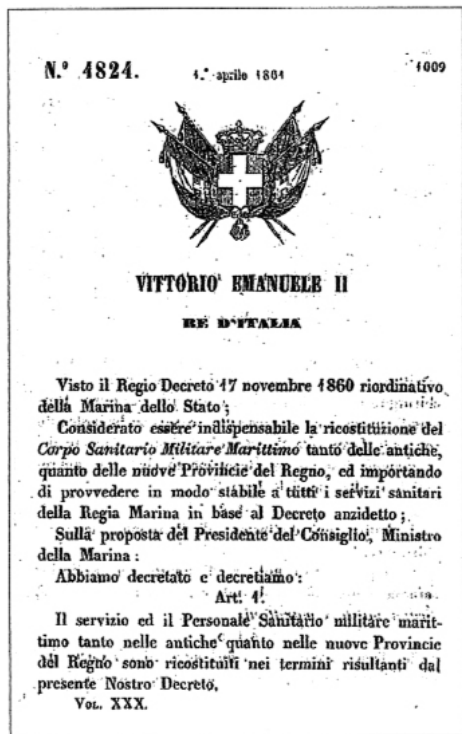 N.° 4824.
1.° aprile 1861
1009
VITTORIO EMANUELE II
RE D'ITALIA
Visto il Regio Decreto 17 novembre 1860 riordinativo
della Marina dello Stato;
Considerato essere indispensabile la ricostituzione del
Corpo Sanitario Militare Marittimo tanto delle antiche,
quanto delle nuove Provincie del Regno, ed importando
di provvedere in modo stabile a tutti i servizi sanitari
della Regia Marina in base al Decreto anzidetto;
Sulla proposta del Presidente del Consiglio, Ministro
della Marina:
Abbiamo decretato e decretiamo:
Art. 1.
Il servizio ed il Personale Sanitario militare marit-
timo tanto nelle antiche quanto nelle nuove Provincie
del Regno sono ricostituiti nei termini risultanti dal
presente Nostro Decreto.
VOL. XXX.